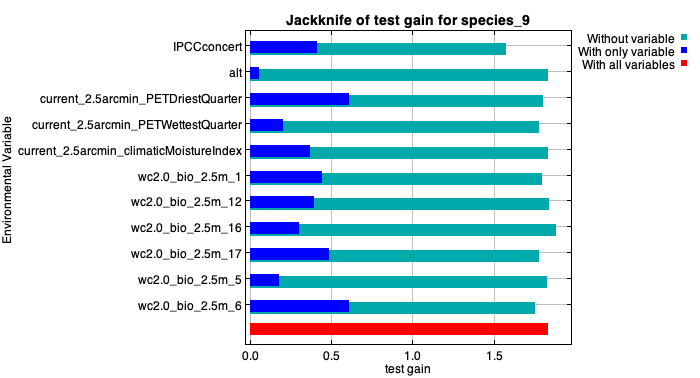 Jackknife of test gain for species_9
Without variable
With only variable
With all variables
Environmental Variable
IPCCconcert
alt
current_2.5arcmin_PETDriestQuarter
current_2.5arcmin_PETWettestQuarter
current_2.5arcmin_climaticMoistureIndex
wc2.0_bio_2.5m_1
wc2.0_bio_2.5m_12
wc2.0_bio_2.5m_16
wc2.0_bio_2.5m_17
wc2.0_bio_2.5m_5
wc2.0_bio_2.5m_6
0.0 0.5 1.0 1.5
test gain